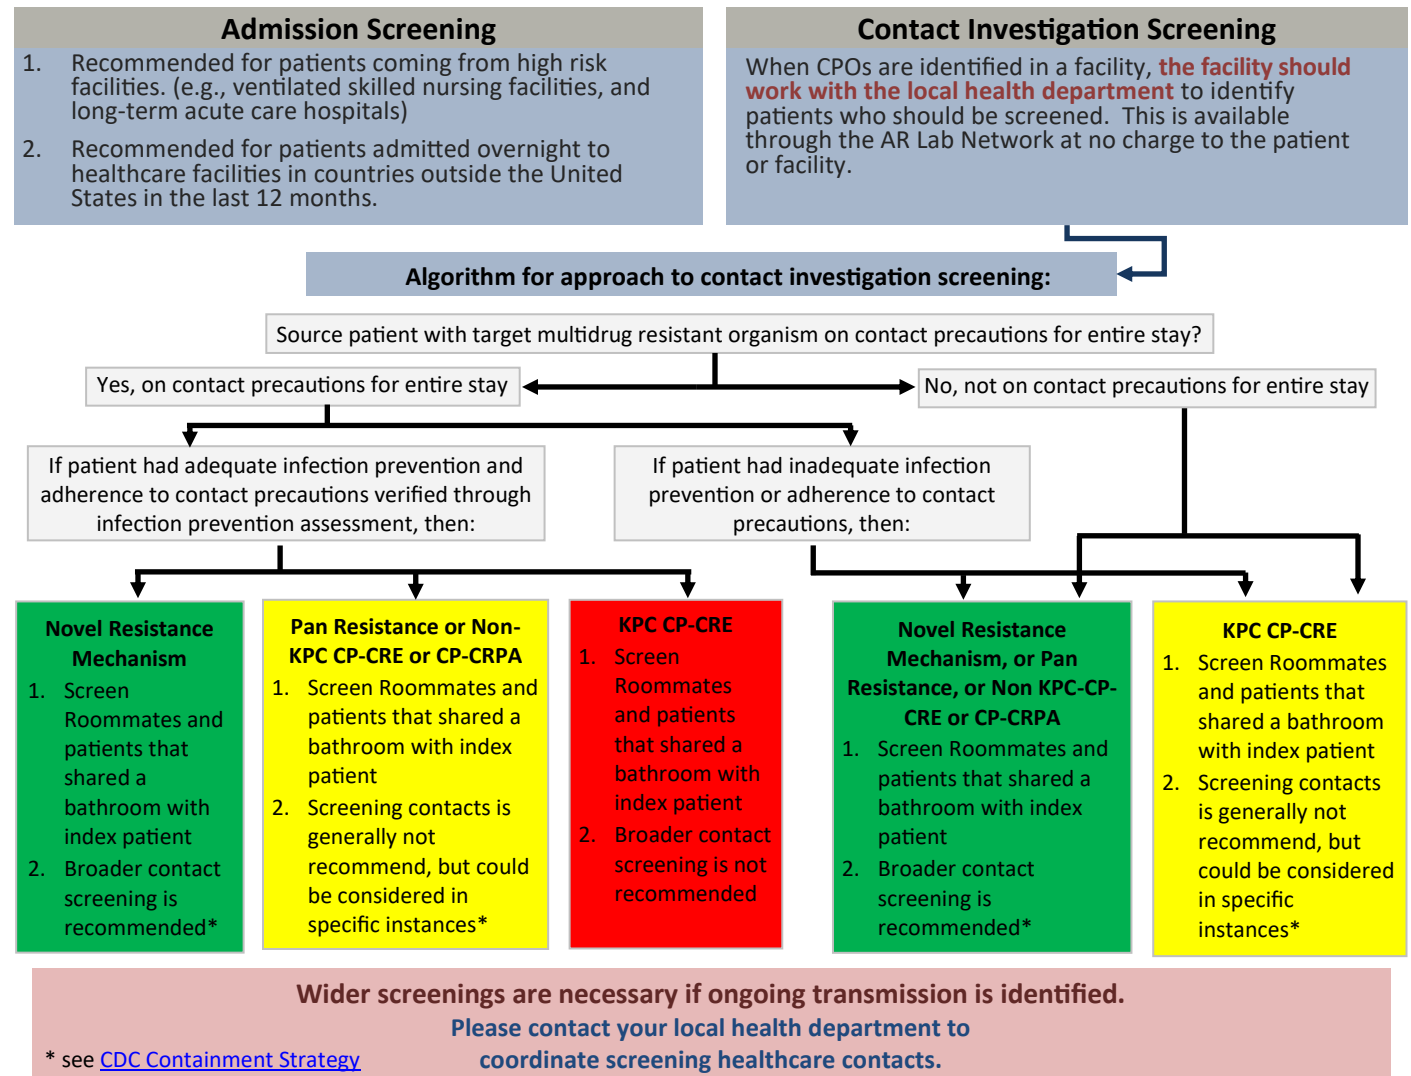 Admission Screening
1. Recommended for patients coming from high risk
facilities. (e.g., ventilated skilled nursing facilities, and
long-term acute care hospitals)
2. Recommended for patients admitted overnight to
healthcare facilities in countries outside the United
States in the last 12 months.
Contact Investigation Screening
When CPOs are identified in a facility, the facility should
work with the local health department to identify
patients who should be screened. This is available
through the AR Lab Network at no charge to the patient
or facility.
Algorithm for approach to contact investigation screening:
Source patient with target multidrug resistant organism on contact precautions for entire stay?
Yes, on contact precautions for entire stay
No, not on contact precautions for entire stay
If patient had adequate infection prevention and
adherence to contact precautions verified through
infection prevention assessment, then:
If patient had inadequate infection
prevention or adherence to contact
precautions, then:
Novel Resistance
Mechanism
1. Screen
Roommates and
patients that
shared a
bathroom with
index patient
2. Broader contact
screening is
recommended*
Pan Resistance or Non-
KPC CP-CRE or CP-CRPA
1. Screen Roommates and
patients that shared a
bathroom with index
patient
2. Screening contacts is
generally not
recommend, but could
be considered in
specific instances*
KPC CP-CRE
1. Screen
Roommates
and patients
that shared a
bathroom with
index patient
2. Broader contact
screening is not
recommended
Novel Resistance
Mechanism, or Pan
Resistance, or Non KPC-CP-
CRE or CP-CRPA
1. Screen Roommates and
patients that shared a
bathroom with index
patient
2. Broader contact
screening is
recommended*
KPC CP-CRE
1. Screen Roommates
and patients that
shared a bathroom
with index patient
2. Screening contacts
is generally not
recommend, but
could be considered
in specific
instances*
Wider screenings are necessary if ongoing transmission is identified.
Please contact your local health department to
coordinate screening healthcare contacts.
* see CDC Containment Strategy